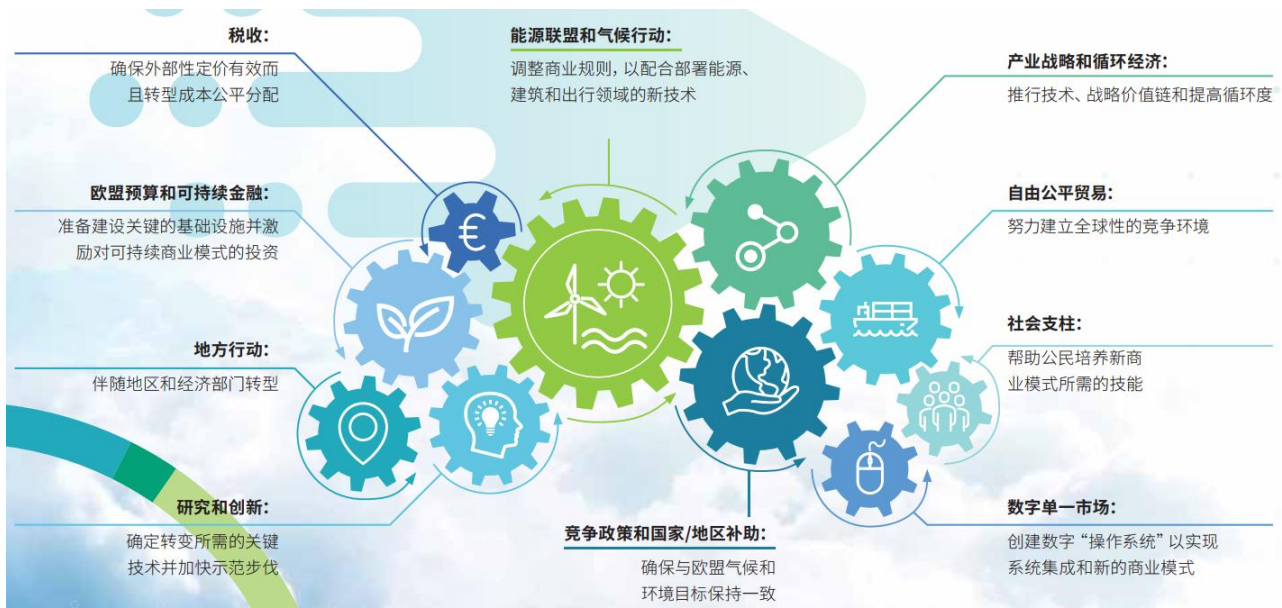 税收：
确保外部性定价有效而
且转型成本公平分配
欧盟预算和可持续金融：
准备建设关键的基础设施并激
励对可持续商业模式的投资
地方行动：
伴随地区和经济部门转型
研究和创新：
确定转变所需的关键
技术并加快示范步伐
能源联盟和气候行动：
调整商业规则，以配合部署能源、
建筑和出行领域的新技术
€
竞争政策和国家/地区补助：
确保与欧盟气候和
环境目标保持一致
产业战略和循环经济：
推行技术、战略价值链和提高循环度
自由公平贸易：
努力建立全球性的竞争环境
社会支柱：
帮助公民培养新商
业模式所需的技能
数字单一市场：
创建数字“操作系统”以实现
系统集成和新的商业模式